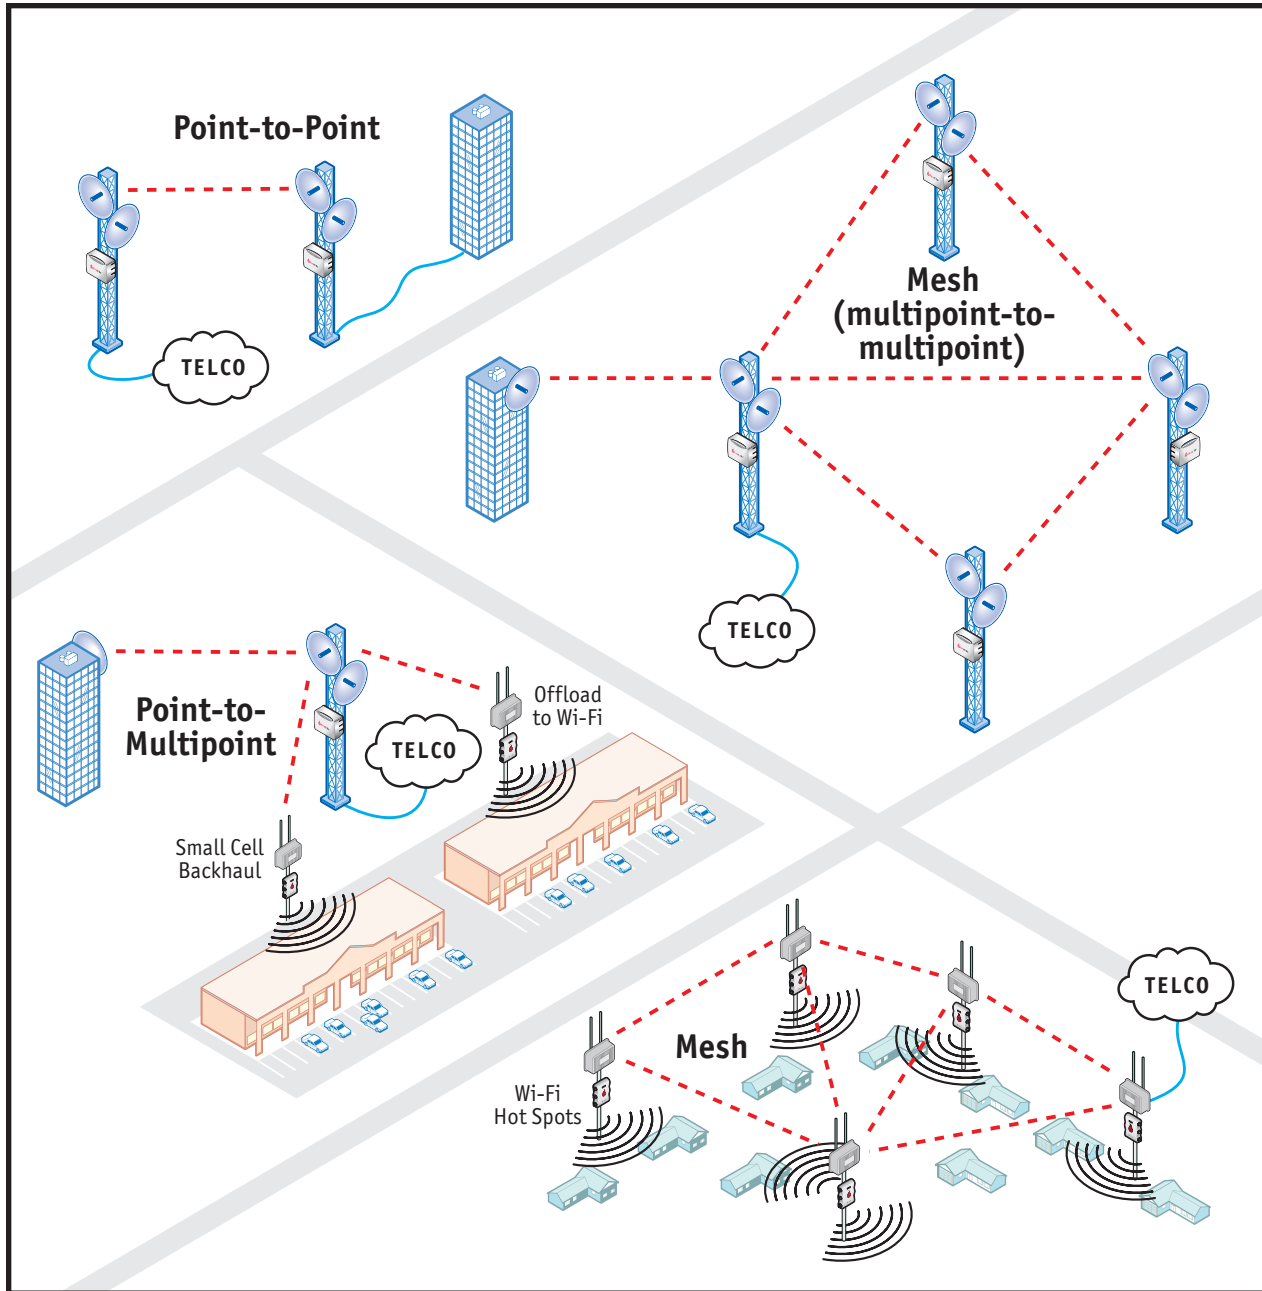 Point-to-Point
TELCO
Mesh
(multipoint-to-
multipoint)
TELCO
Point-to-
Multipoint
TELCO
Offload
to Wi-Fi
Small Cell
Backhaul
Mesh
Wi-Fi
Hot Spots
TELCO